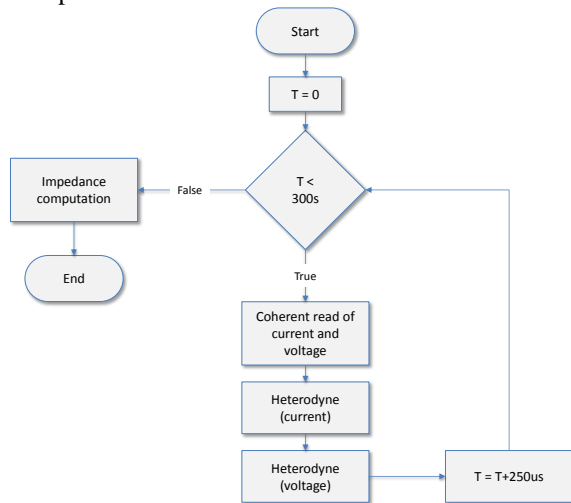 Start
T = 0
T <
300s
False
Impedance
computation
End
True
Coherent read of
current and
voltage
Heterodyne
(current)
Heterodyne
(voltage)
T = T+250us